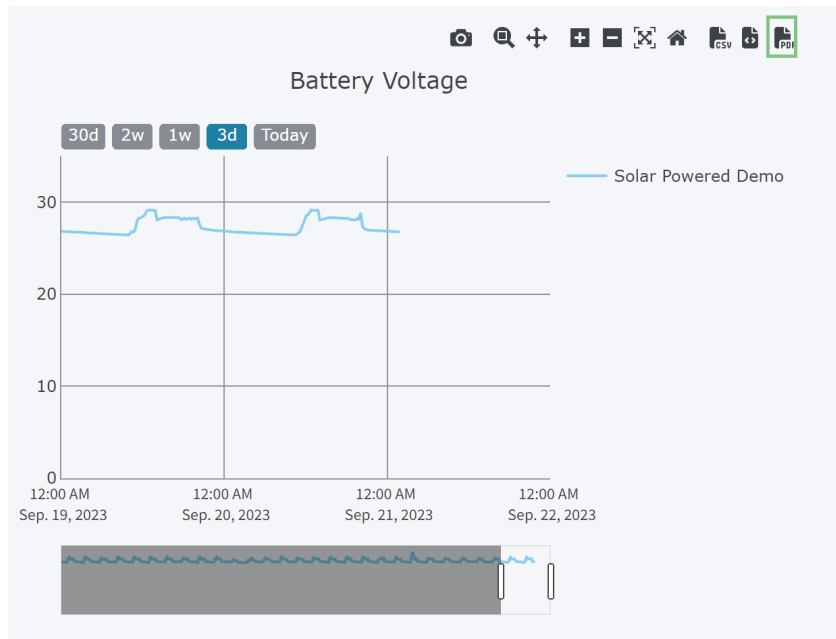 CSV PDF
Battery Voltage
30d 2w 1w 3d Today
Solar Powered Demo
30
20
10
0
12:00 AM 12:00 AM 12:00 AM 12:00 AM
Sep. 19, 2023 Sep. 20, 2023 Sep. 21, 2023 Sep. 22, 2023